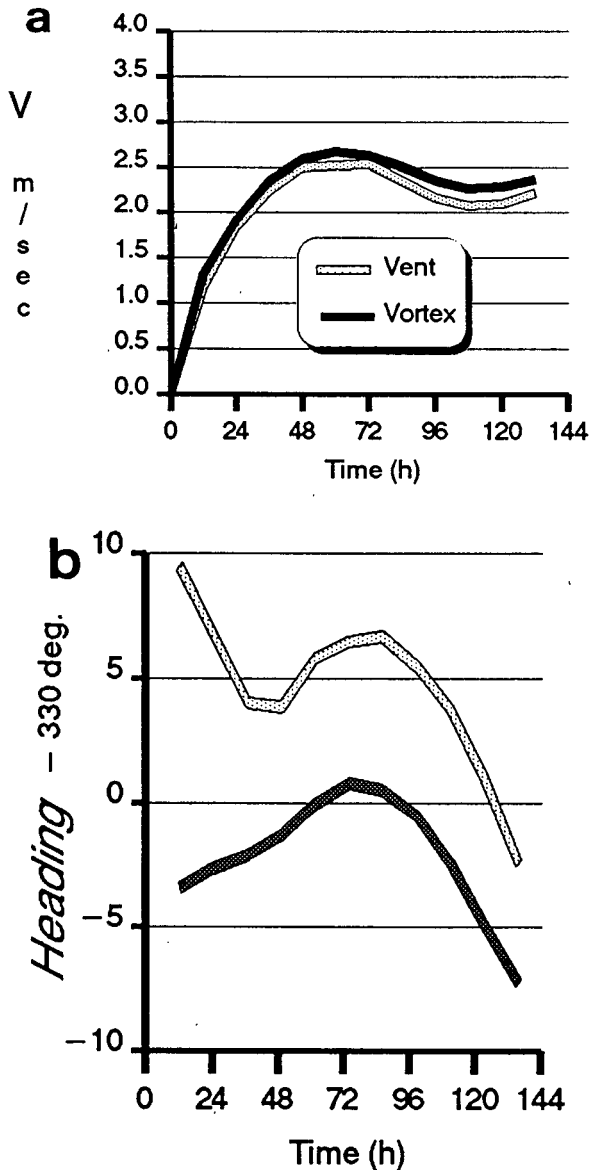 a
V
m
/
s
e
c
4.0
3.5
3.0
2.5
2.0
1.5
1.0
0.5
0.0
Vent
Vortex
0 24 48 72 96 120 144
Time (h)
b
Heading − 330 deg.
10
5
0
−5
−10
0 24 48 72 96 120 144
Time (h)